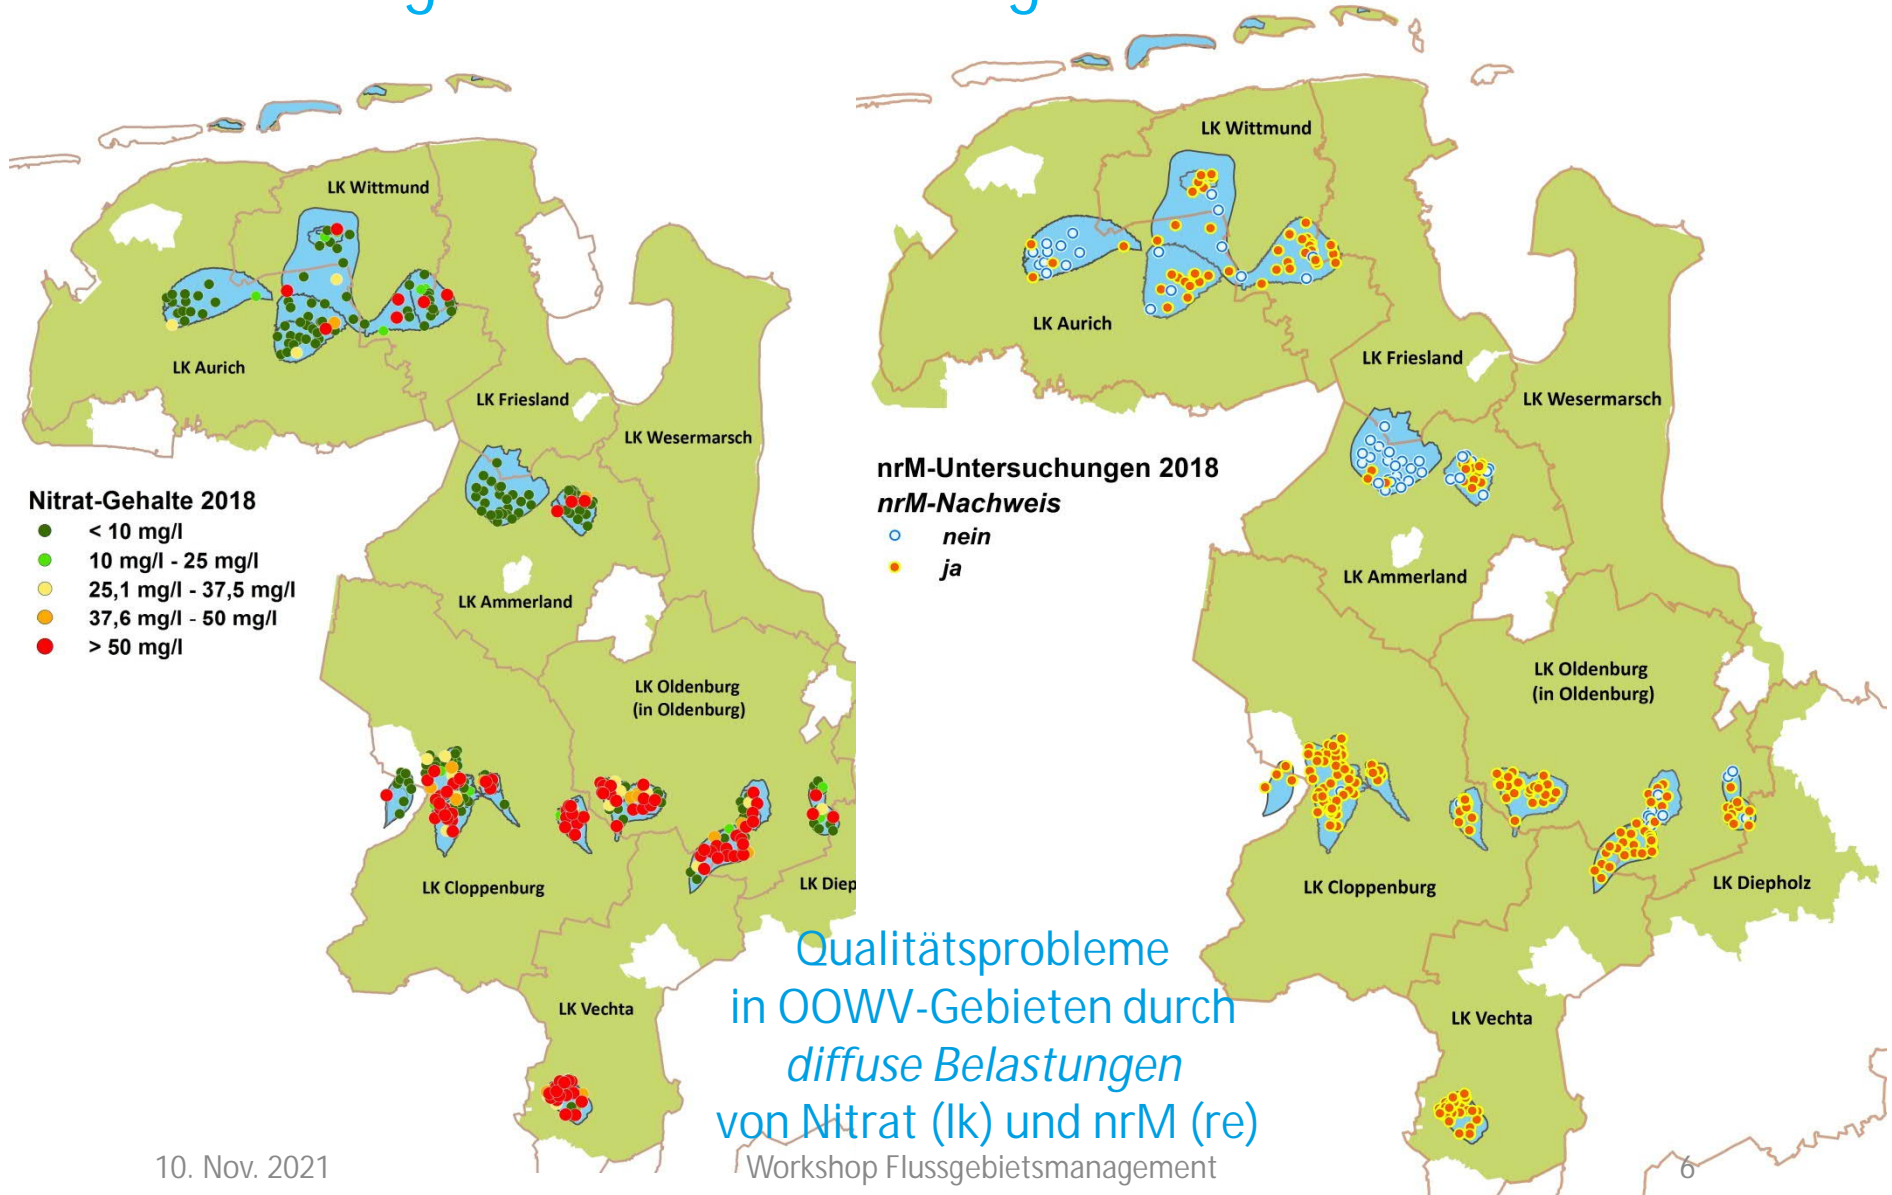 LK Wittmund
LK Aurich
LK Friesland
LK Wesermarsch
Nitrat-Gehalte 2018
< 10 mg/l
10 mg/l - 25 mg/l
25,1 mg/l - 37,5 mg/l
37,6 mg/l - 50 mg/l
> 50 mg/l
LK Ammerland
LK Oldenburg
(in Oldenburg)
LK Cloppenburg
LK Diep
LK Vechta
LK Wittmund
LK Aurich
LK Friesland
LK Wesermarsch
nrM-Untersuchungen 2018
nrM-Nachweis
nein
ja
LK Ammerland
LK Oldenburg
(in Oldenburg)
LK Cloppenburg
LK Diepholz
LK Vechta
Qualitätsprobleme
in OOWV-Gebieten durch
diffuse Belastungen
von Nitrat (lk) und nrM (re)
10. Nov. 2021
Workshop Flussgebietsmanagement
6